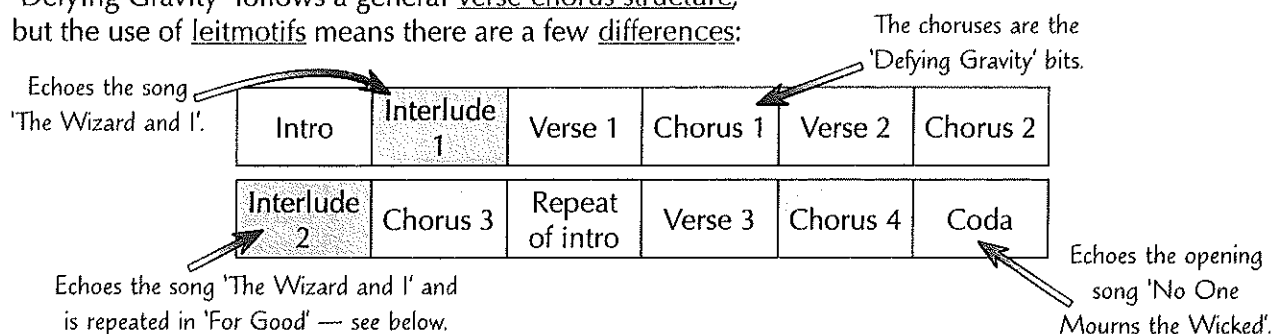 'Defying Gravity' follows a general verse-chorus structure,
but the use of leitmotifs means there are a few differences:
The choruses are the
'Defying Gravity' bits.
Echoes the song
'The Wizard and I'.
Intro
Interlude
1
Verse 1
Chorus 1
Verse 2
Chorus 2
Interlude
2
Chorus 3
Repeat
of intro
Verse 3
Chorus 4
Coda
Echoes the song 'The Wizard and I' and
is repeated in 'For Good' — see below.
Echoes the opening
song 'No One
Mourns the Wicked'.